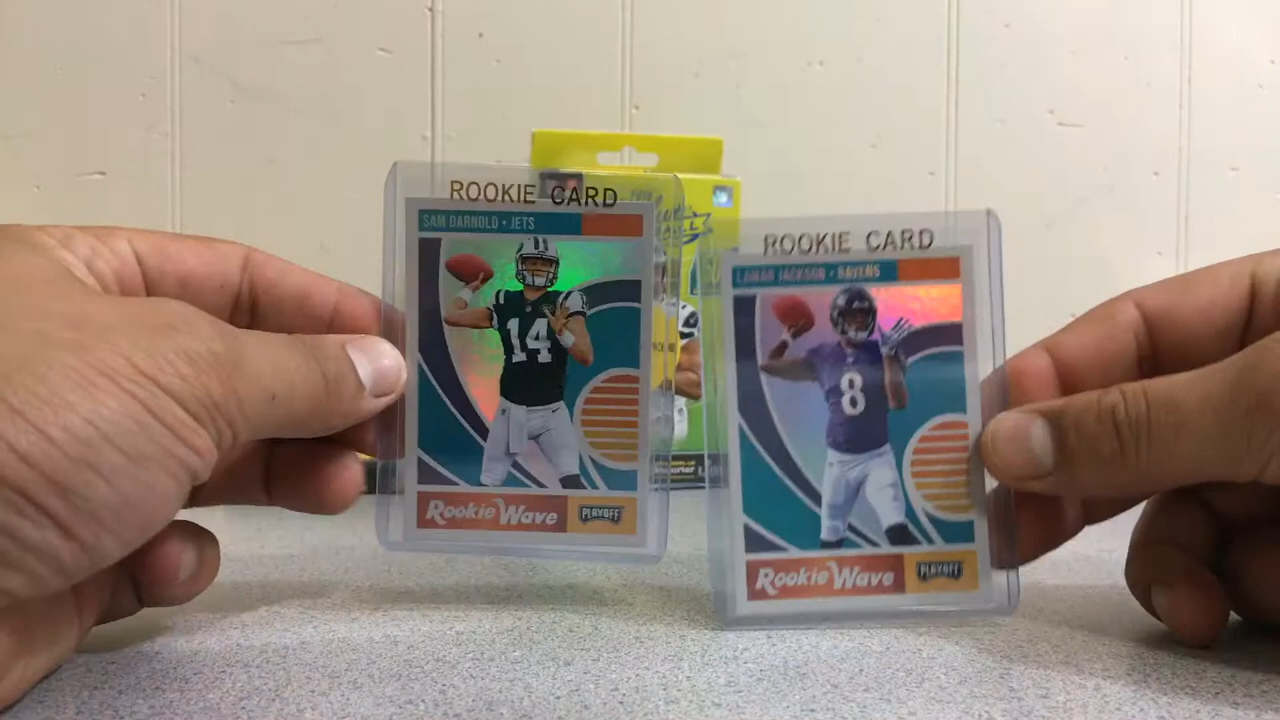 ROOKIE CARD
SAM DARNOLD • JETS
14
Rookie Wave
PLAYOFF
ROOKIE CARD
LAMAR JACKSON • RAVENS
8
Rookie Wave
PLAYOFF